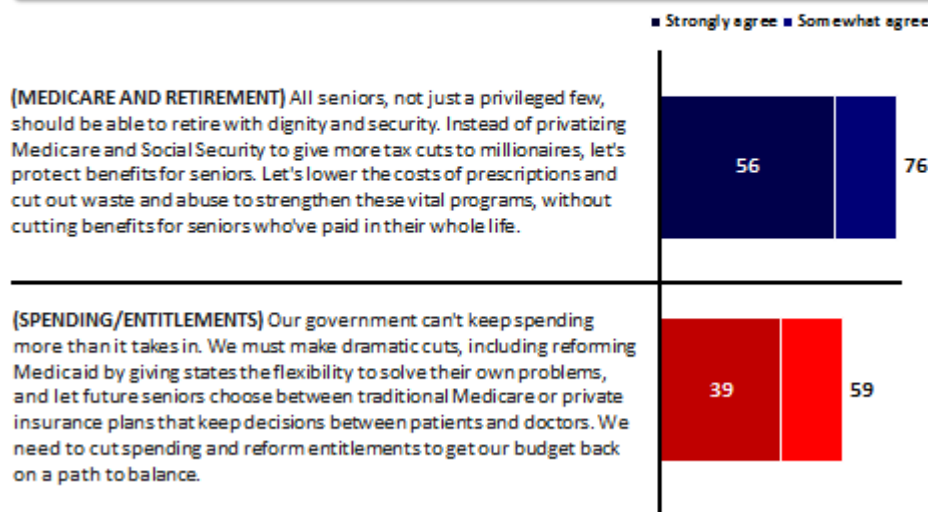 Strongly agree Somewhat agree
(MEDICARE AND RETIREMENT) All seniors, not just a privileged few,
should be able to retire with dignity and security. Instead of privatizing
Medicare and Social Security to give more tax cuts to millionaires, let's
protect benefits for seniors. Let's lower the costs of prescriptions and
cut out waste and abuse to strengthen these vital programs, without
cutting benefits for seniors who've paid in their whole life.
56
76
(SPENDING/ENTITLEMENTS) Our government can't keep spending
more than it takes in. We must make dramatic cuts, including reforming
Medicaid by giving states the flexibility to solve their own problems,
and let future seniors choose between traditional Medicare or private
insurance plans that keep decisions between patients and doctors. We
need to cut spending and reform entitlements to get our budget back
on a path to balance.
39
59